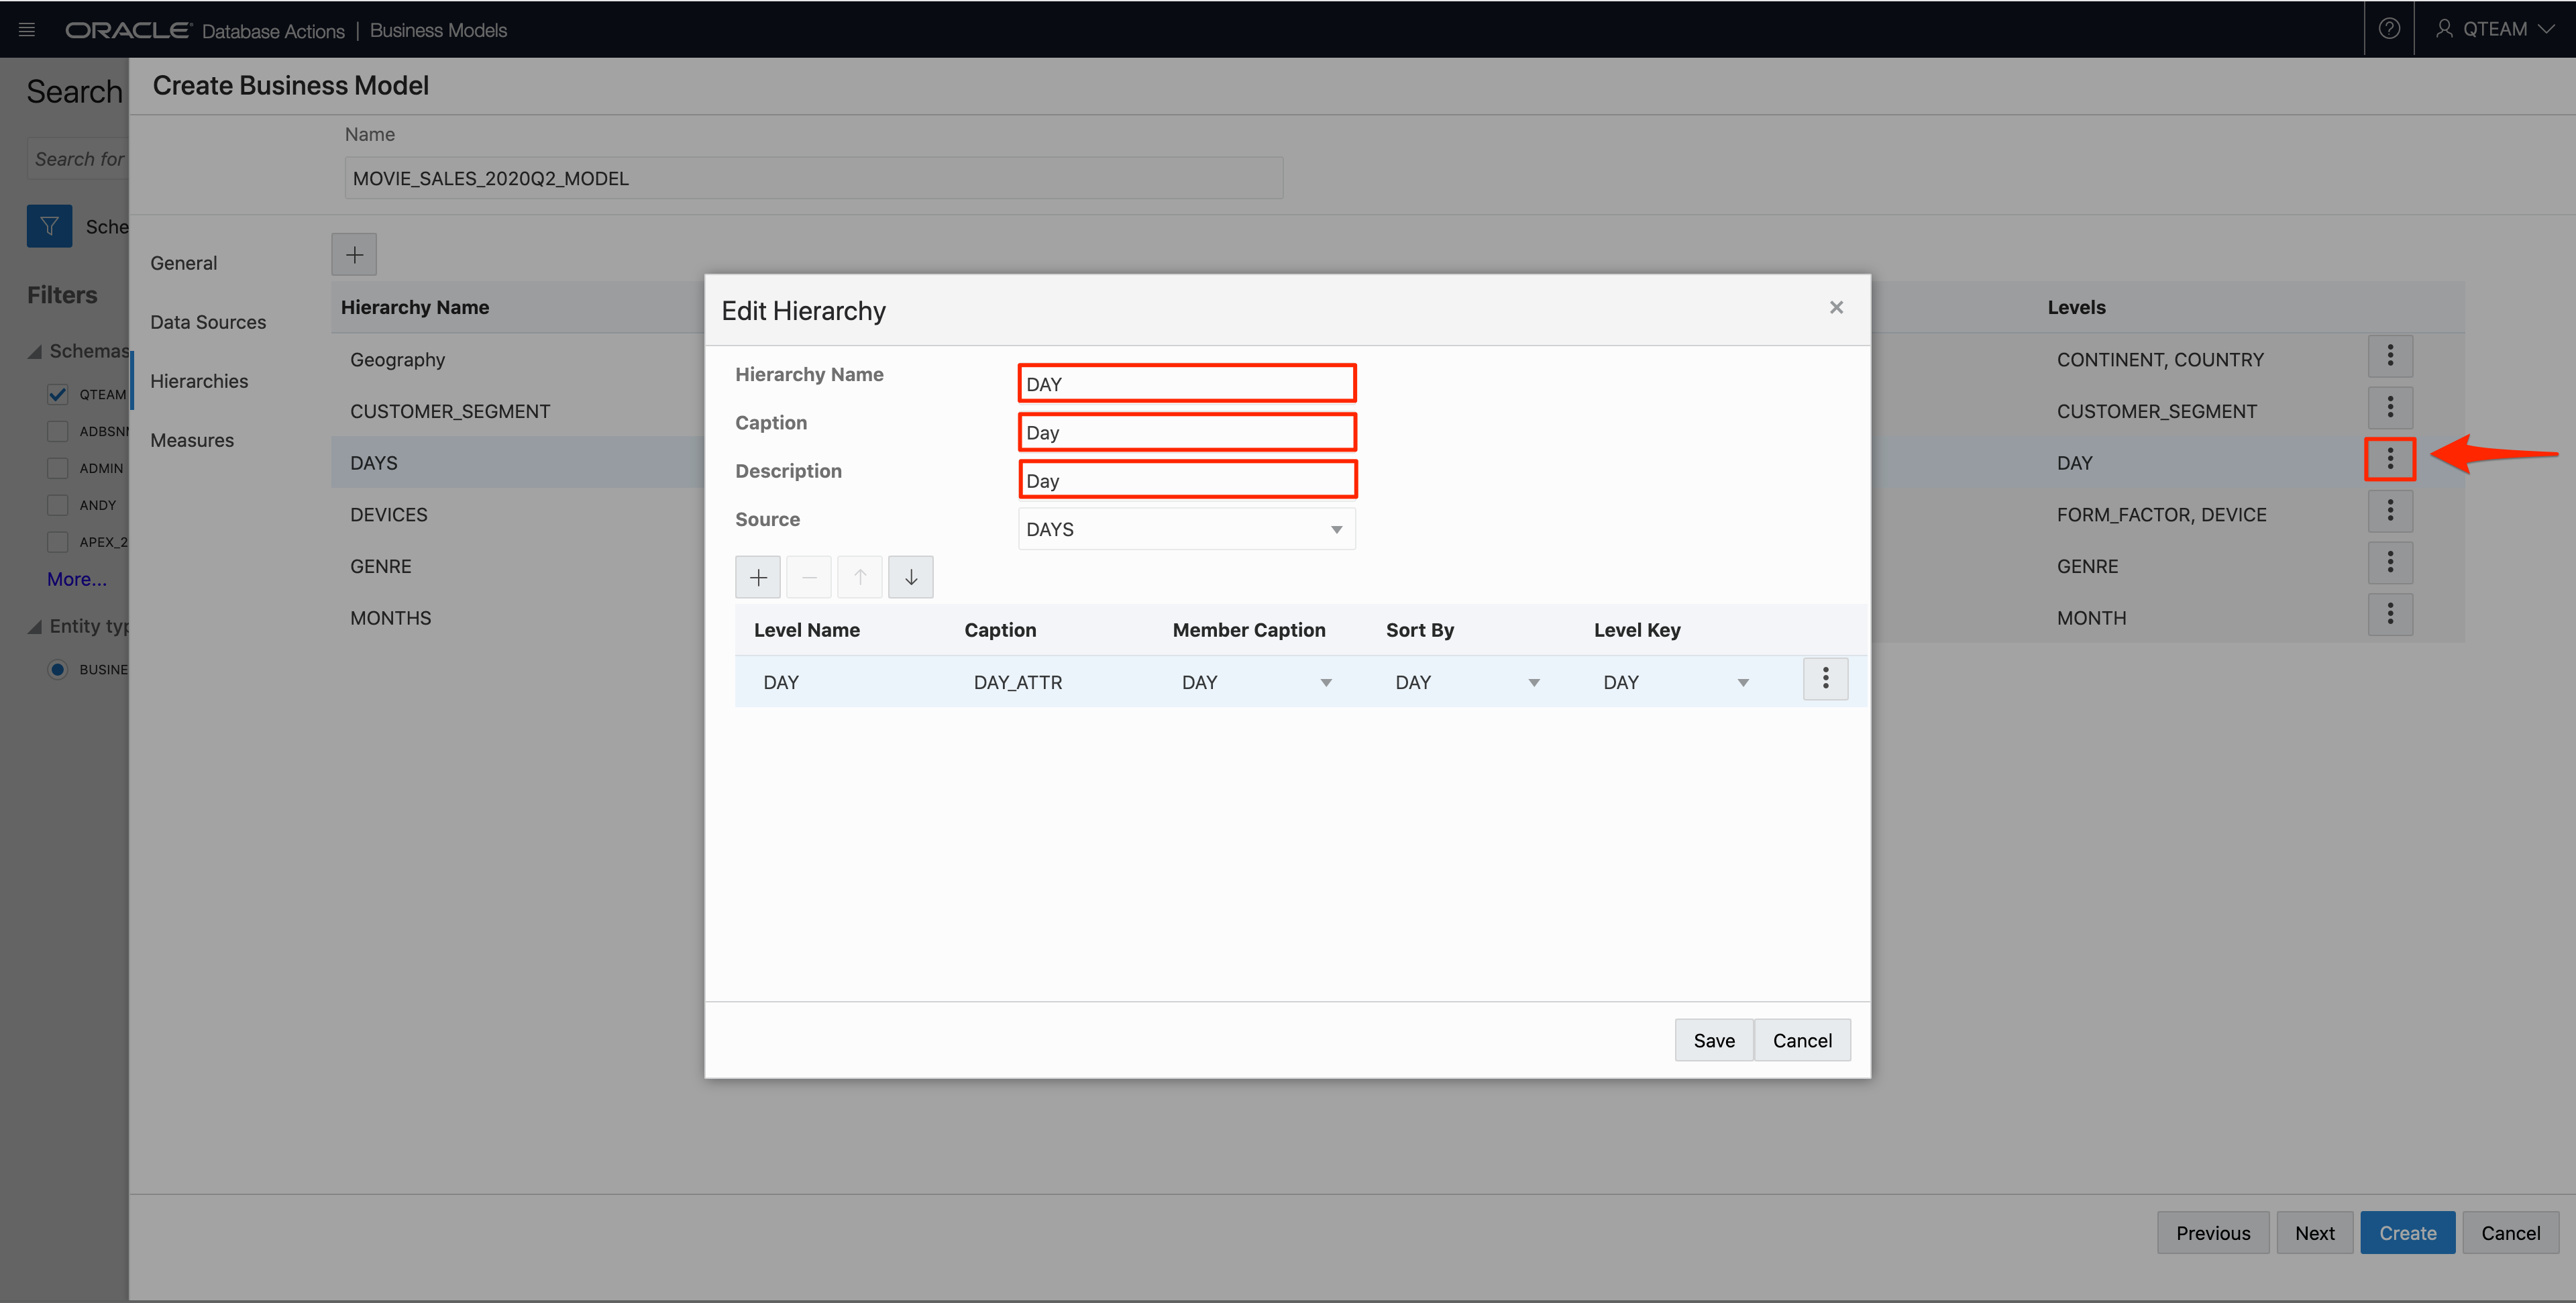 ORACLE Database Actions | Business Models
QTEAM
Search
Create Business Model
Name
Search for
MOVIE_SALES_2020Q2_MODEL
Sche
General
Filters
Hierarchy Name
Levels
Edit Hierarchy
Data Sources
Schemas
Geography
CONTINENT, COUNTRY
Hierarchy Name
DAY
Hierarchies
QTEAM
CUSTOMER_SEGMENT
CUSTOMER_SEGMENT
Caption
Day
ADBSN
Measures
DAYS
DAY
Description
Day
ADMIN
ANDY
DEVICES
FORM_FACTOR, DEVICE
Source
DAYS
APEX_2
GENRE
GENRE
More...
MONTHS
MONTH
Entity typ
Level Name Caption Member Caption Sort By Level Key
BUSINE
DAY DAY_ATTR DAY DAY DAY
Save Cancel
Previous Next Create Cancel